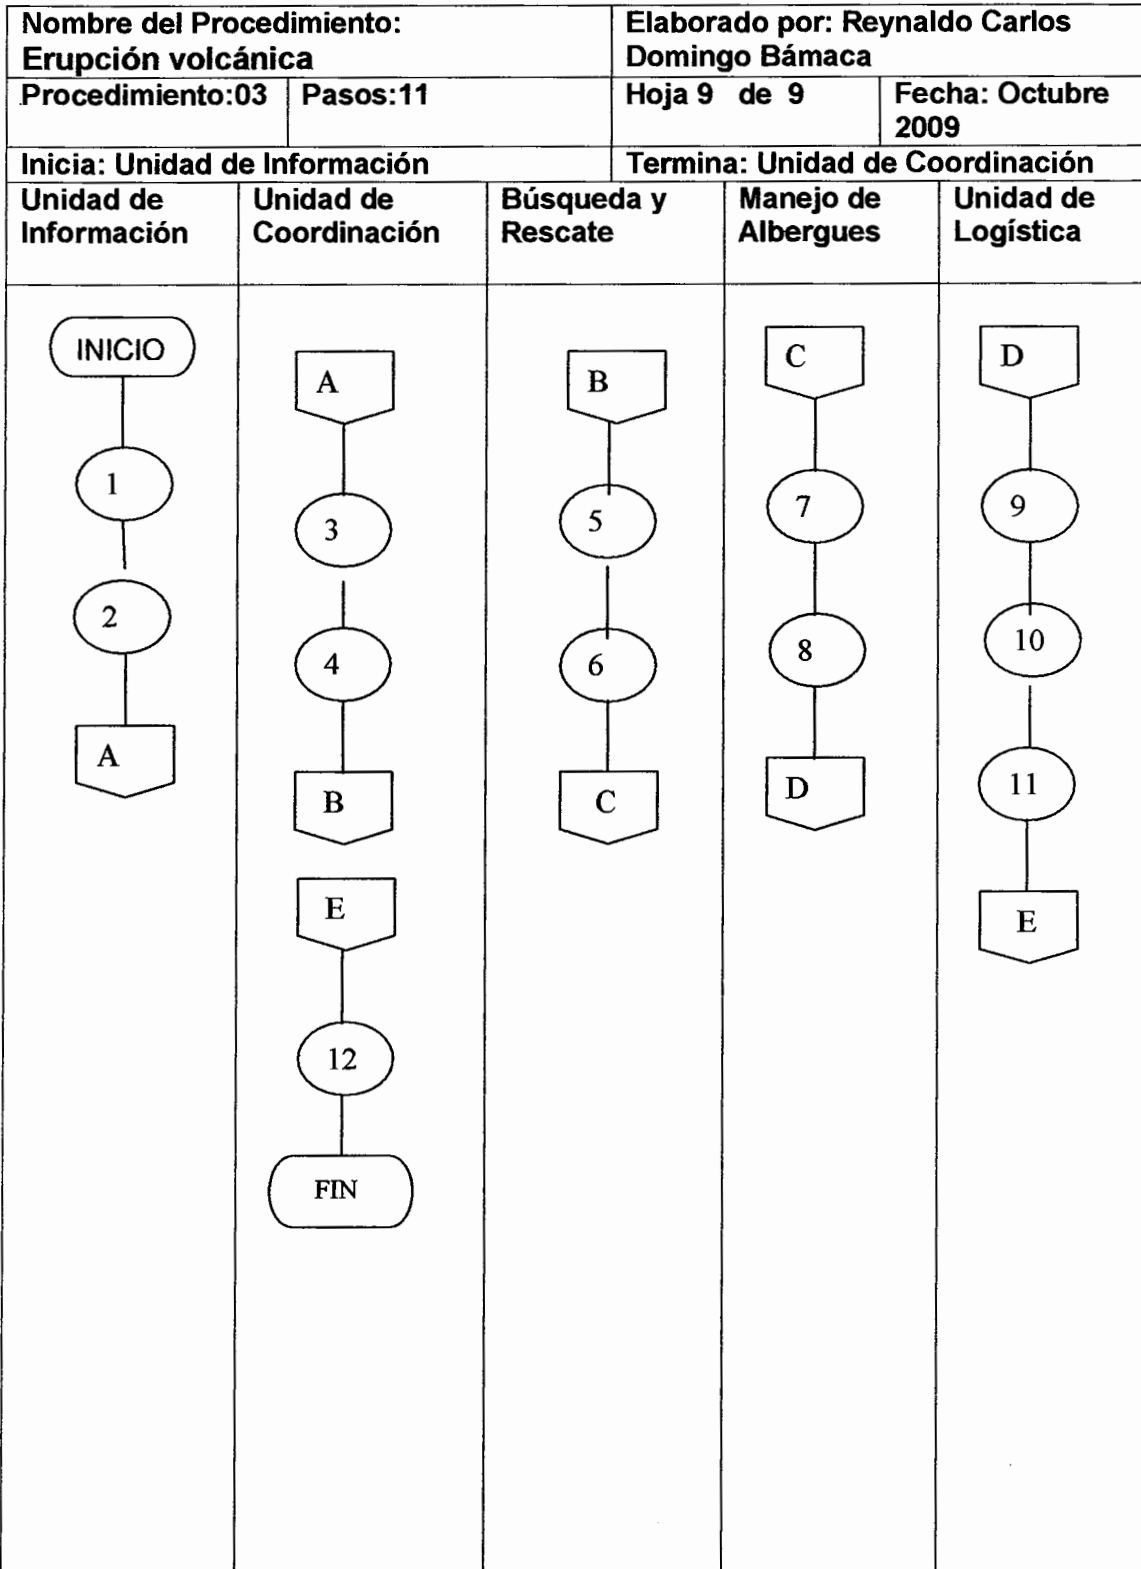 Nombre del Procedimiento:
Erupción volcánica
Elaborado por: Reynaldo Carlos
Domingo Bámaca
Procedimiento:03
Pasos:11
Hoja 9 de 9
Fecha: Octubre
2009
Inicia: Unidad de Información
Termina: Unidad de Coordinación
Unidad de
Información
Unidad de
Coordinación
Búsqueda y
Rescate
Manejo de
Albergues
Unidad de
Logística
INICIO
1
2
A
A
3
4
B
E
12
FIN
B
5
6
C
C
7
8
D
D
9
10
11
E